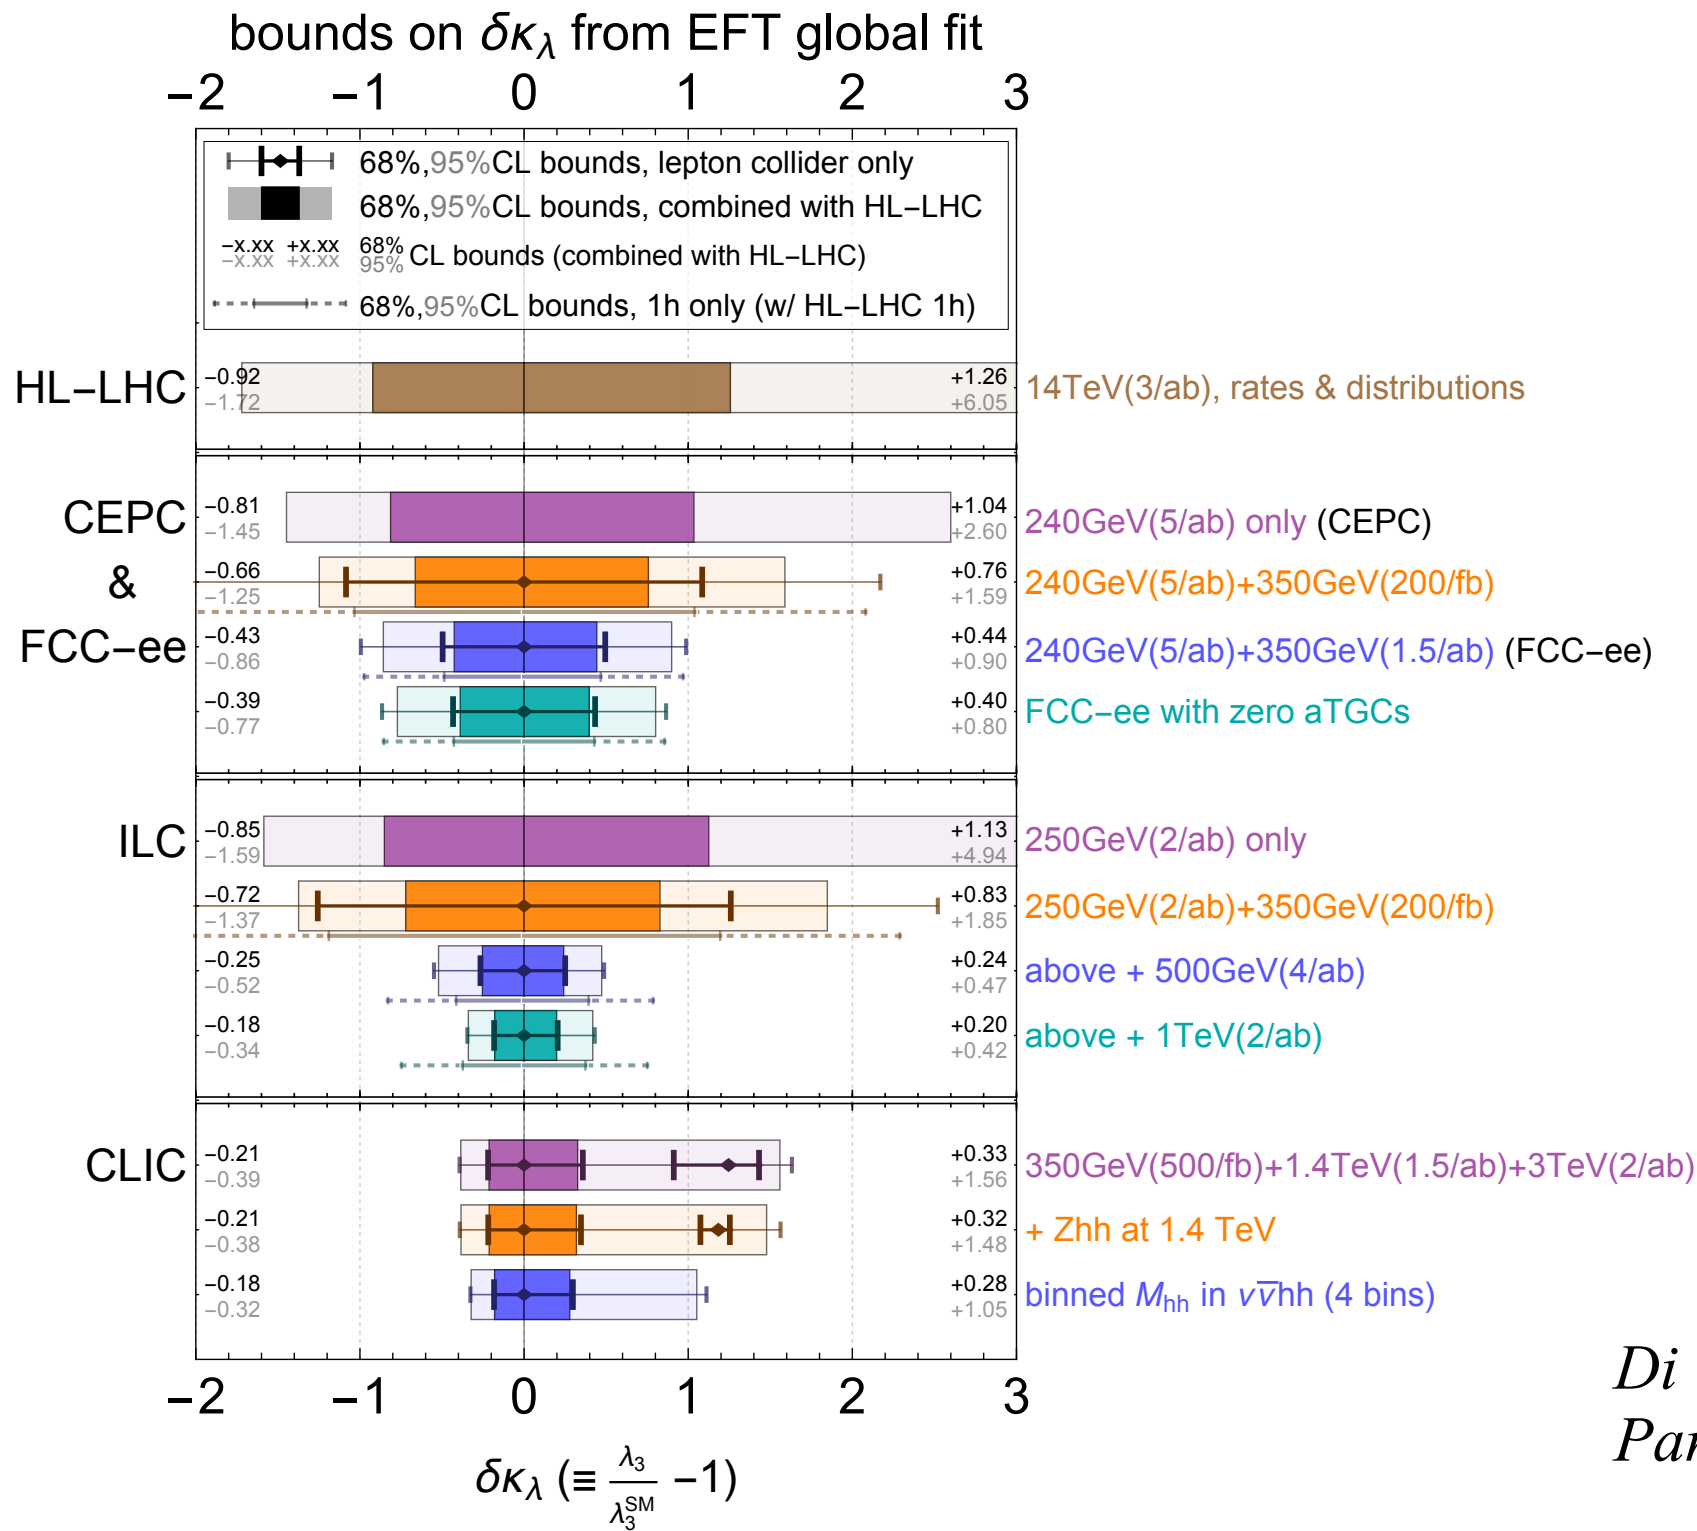 bounds on δκλ from EFT global fit
−2 −1 0 1 2 3
68%,95%CL bounds, lepton collider only
68%,95%CL bounds, combined with HL−LHC
−x.xx +x.xx 68%
−x.xx +x.xx 95% CL bounds (combined with HL−LHC)
68%,95%CL bounds, 1h only (w/ HL−LHC 1h)
HL−LHC −0.92 +1.26 14TeV(3/ab), rates & distributions
−1.72 +6.05
CEPC −0.81 +1.04 240GeV(5/ab) only (CEPC)
−1.45 +2.60
& −0.66 +0.76 240GeV(5/ab)+350GeV(200/fb)
−1.25 +1.59
FCC−ee −0.43 +0.44 240GeV(5/ab)+350GeV(1.5/ab) (FCC−ee)
−0.86 +0.90
−0.39 +0.40 FCC−ee with zero aTGCs
−0.77 +0.80
ILC −0.85 +1.13 250GeV(2/ab) only
−1.59 +4.94
−0.72 +0.83 250GeV(2/ab)+350GeV(200/fb)
−1.37 +1.85
−0.25 +0.24 above + 500GeV(4/ab)
−0.52 +0.47
−0.18 +0.20 above + 1TeV(2/ab)
−0.34 +0.42
CLIC −0.21 +0.33 350GeV(500/fb)+1.4TeV(1.5/ab)+3TeV(2/ab)
−0.39 +1.56
−0.21 +0.32 + Zhh at 1.4 TeV
−0.38 +1.48
−0.18 +0.28 binned Mhh in νν̅hh (4 bins)
−0.32 +1.05
−2 −1 0 1 2 3
δκλ (≡ λ3/λ3SM −1)
Di